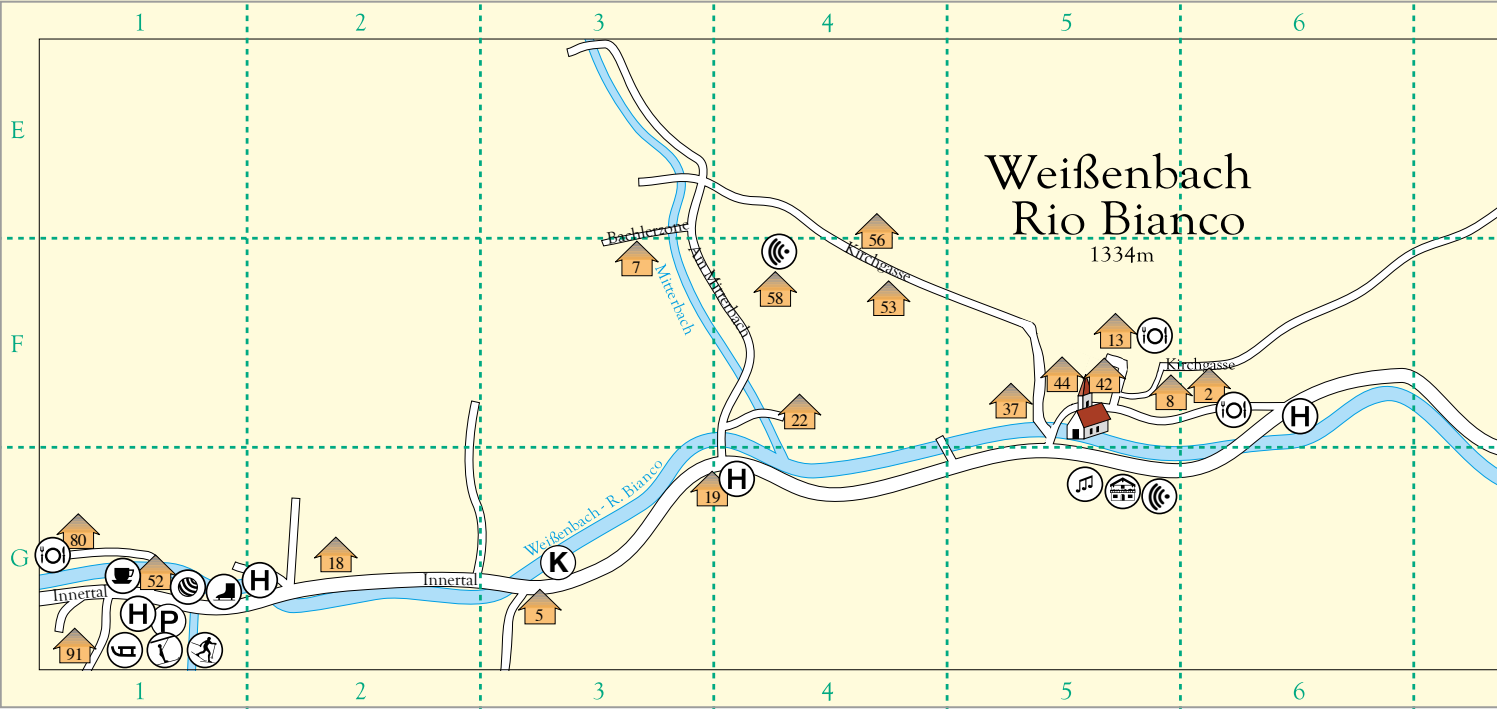 1 2 3 4 5 6
E
Weißenbach
Rio Bianco
1334m
Bachlerzone
56
Kirchgasse
7
Mitterbach
Am Mitterbach
58
53
F
13
Kirchgasse
44
42
37
8
2
22
H
19
H
Weißenbach - R. Bianco
80
G
18
K
52
H
Innertal
Innertal
H
P
5
91
1 2 3 4 5 6